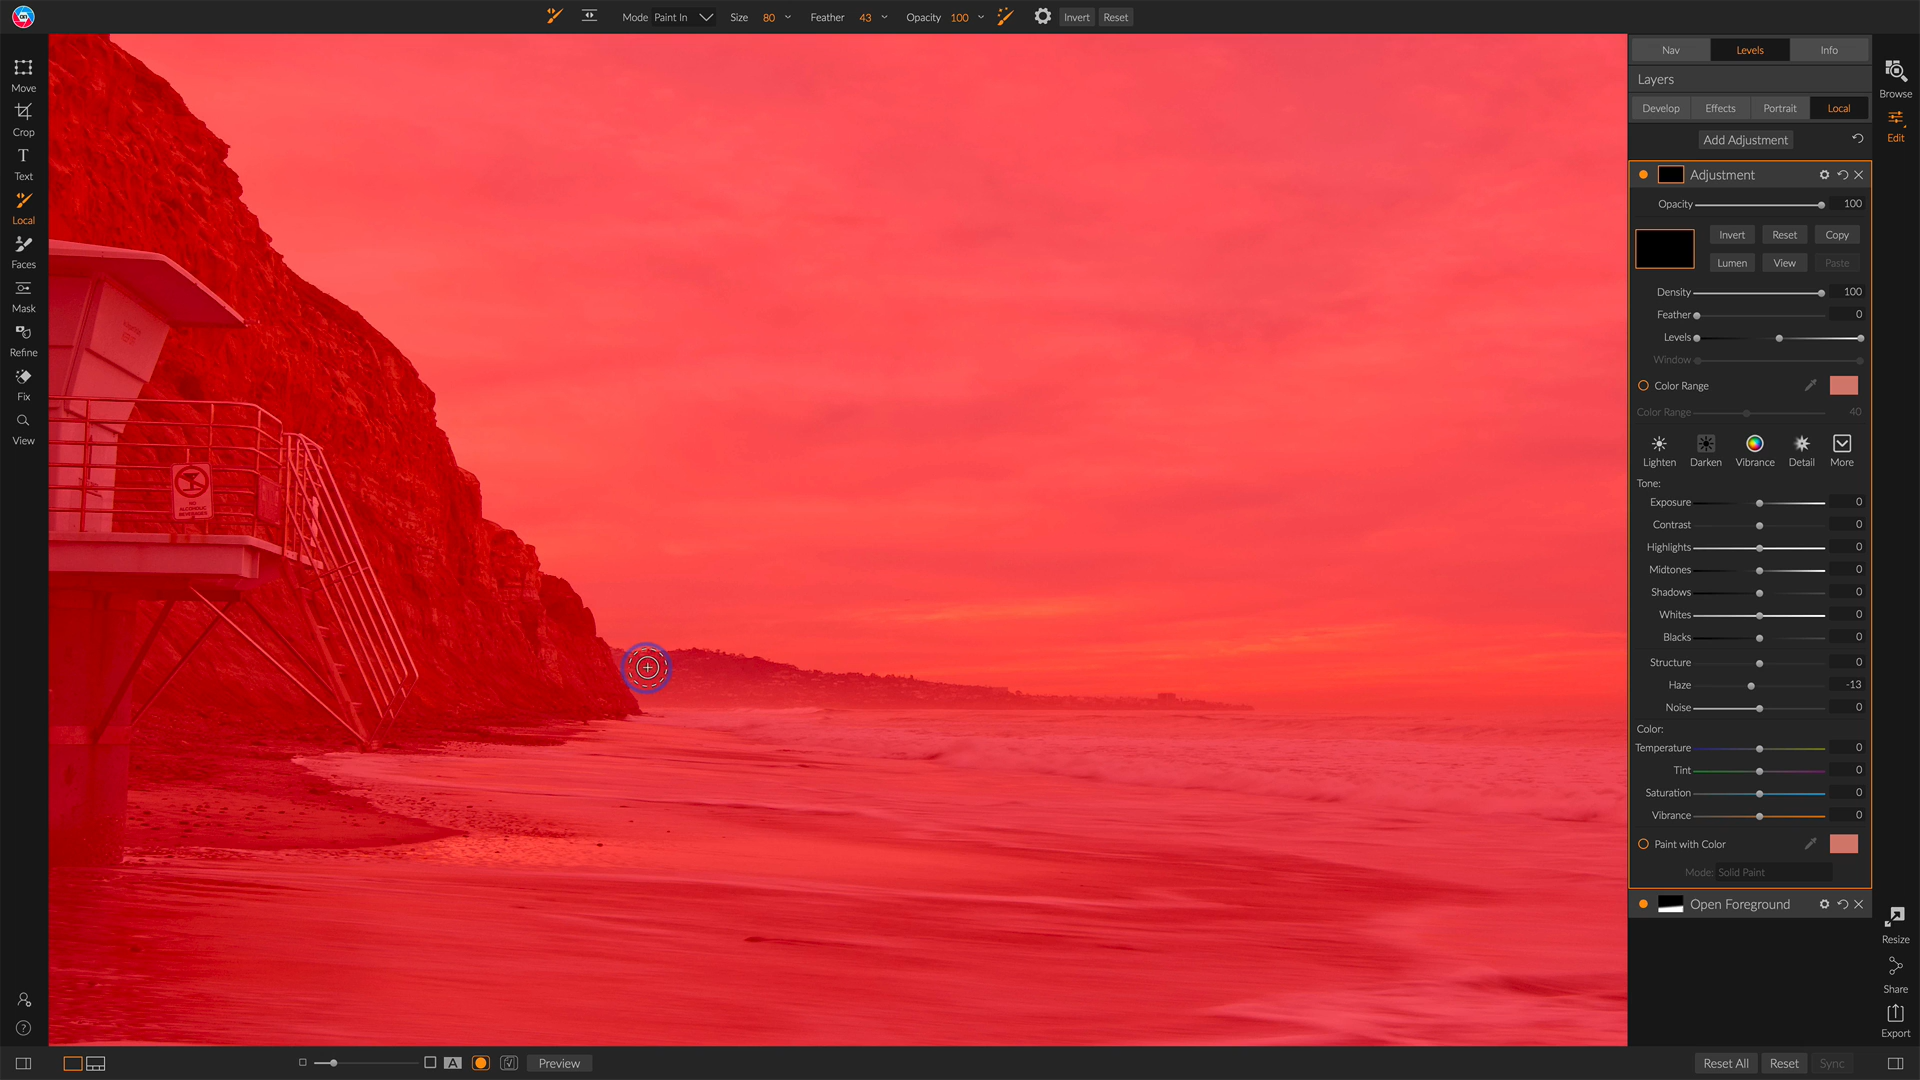 Mode Paint In Size 80 Feather 43 Opacity 100 Invert Reset
Nav Levels Info
Layers
Develop Effects Portrait Local
Add Adjustment
Browse
Edit
Move
Crop
Text
Local
Faces
Mask
Refine
Fix
View
Adjustment
Opacity 100
Invert Reset Copy
Lumen View Paste
Density 100
Feather 0
Levels
Window
Color Range
Color Range 40
Lighten Darken Vibrance Detail More
Tone:
Exposure 0
Contrast 0
Highlights 0
Midtones 0
Shadows 0
Whites 0
Blacks 0
Structure 0
Haze -13
Noise 0
Color:
Temperature 0
Tint 0
Saturation 0
Vibrance 0
Paint with Color
Mode: Solid Paint
Open Foreground
NO
ALCOHOLIC
BEVERAGES
Resize
Share
Export
A Preview
Reset All Reset Sync